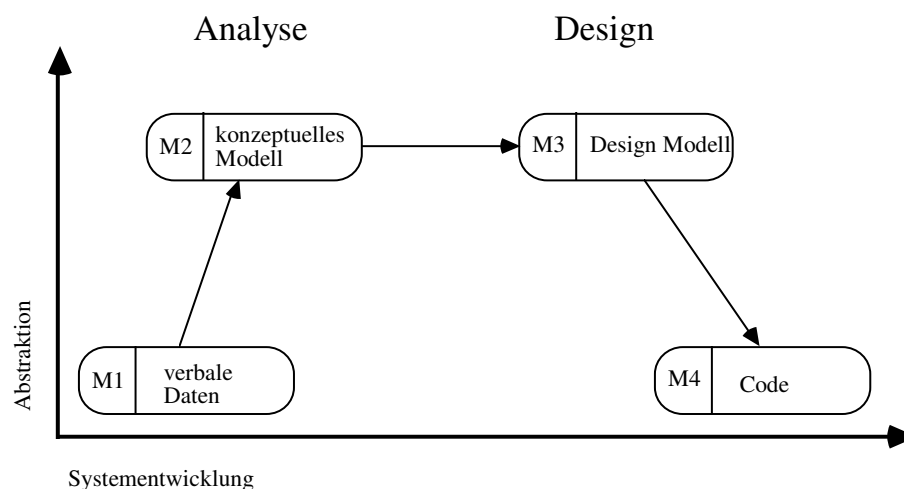 Analyse
Design
M2
konzeptuelles
Modell
M3
Design Modell
Abstraktion
M1
verbale
Daten
M4
Code
Systementwicklung